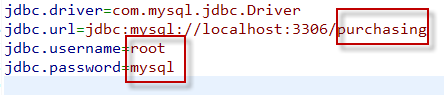 jdbc.driver=com.mysql.jdbc.Driver
jdbc.url=jdbc:mysql://localhost:3306/purchasing
jdbc.username=root
jdbc.password=mysql